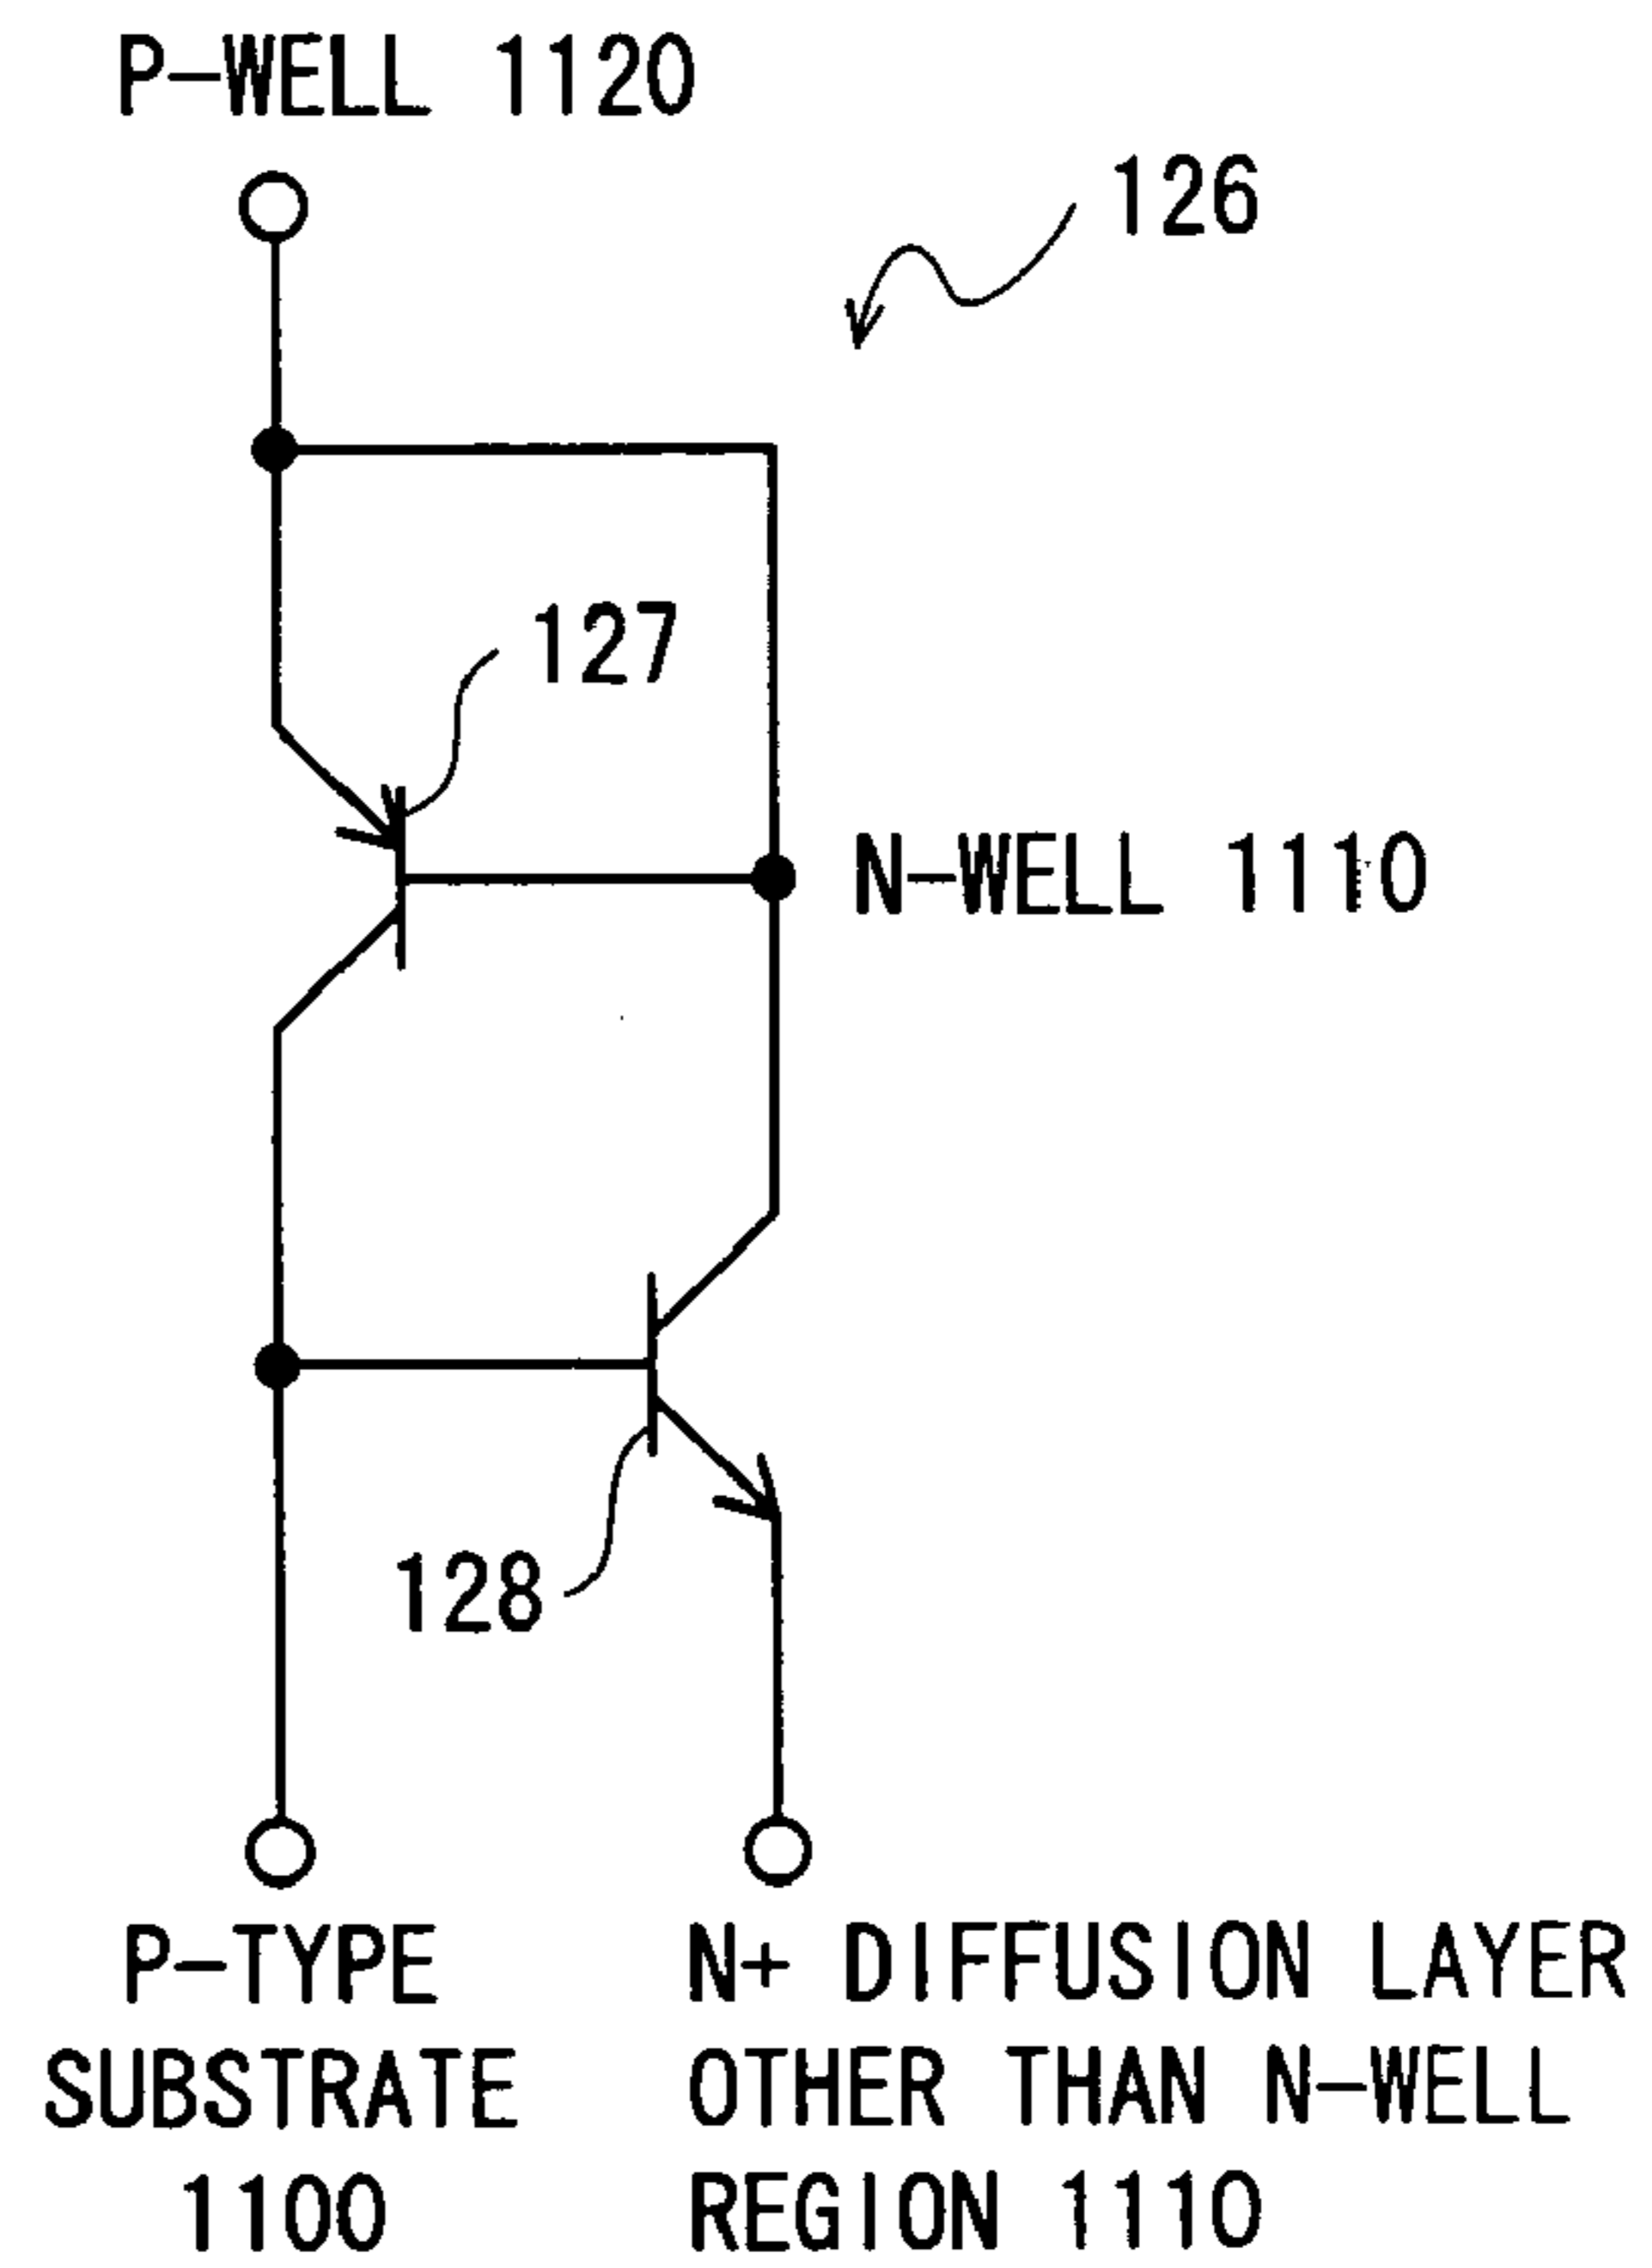 P-WELL 1120
126
127
N-WELL 1110
128
P-TYPE
SUBSTRATE
1100
N+ DIFFUSION LAYER
OTHER THAN N-WELL
REGION 1110